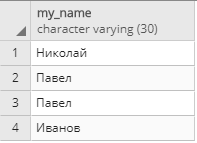 my_name
character varying (30)
1 Николай
2 Павел
3 Павел
4 Иванов